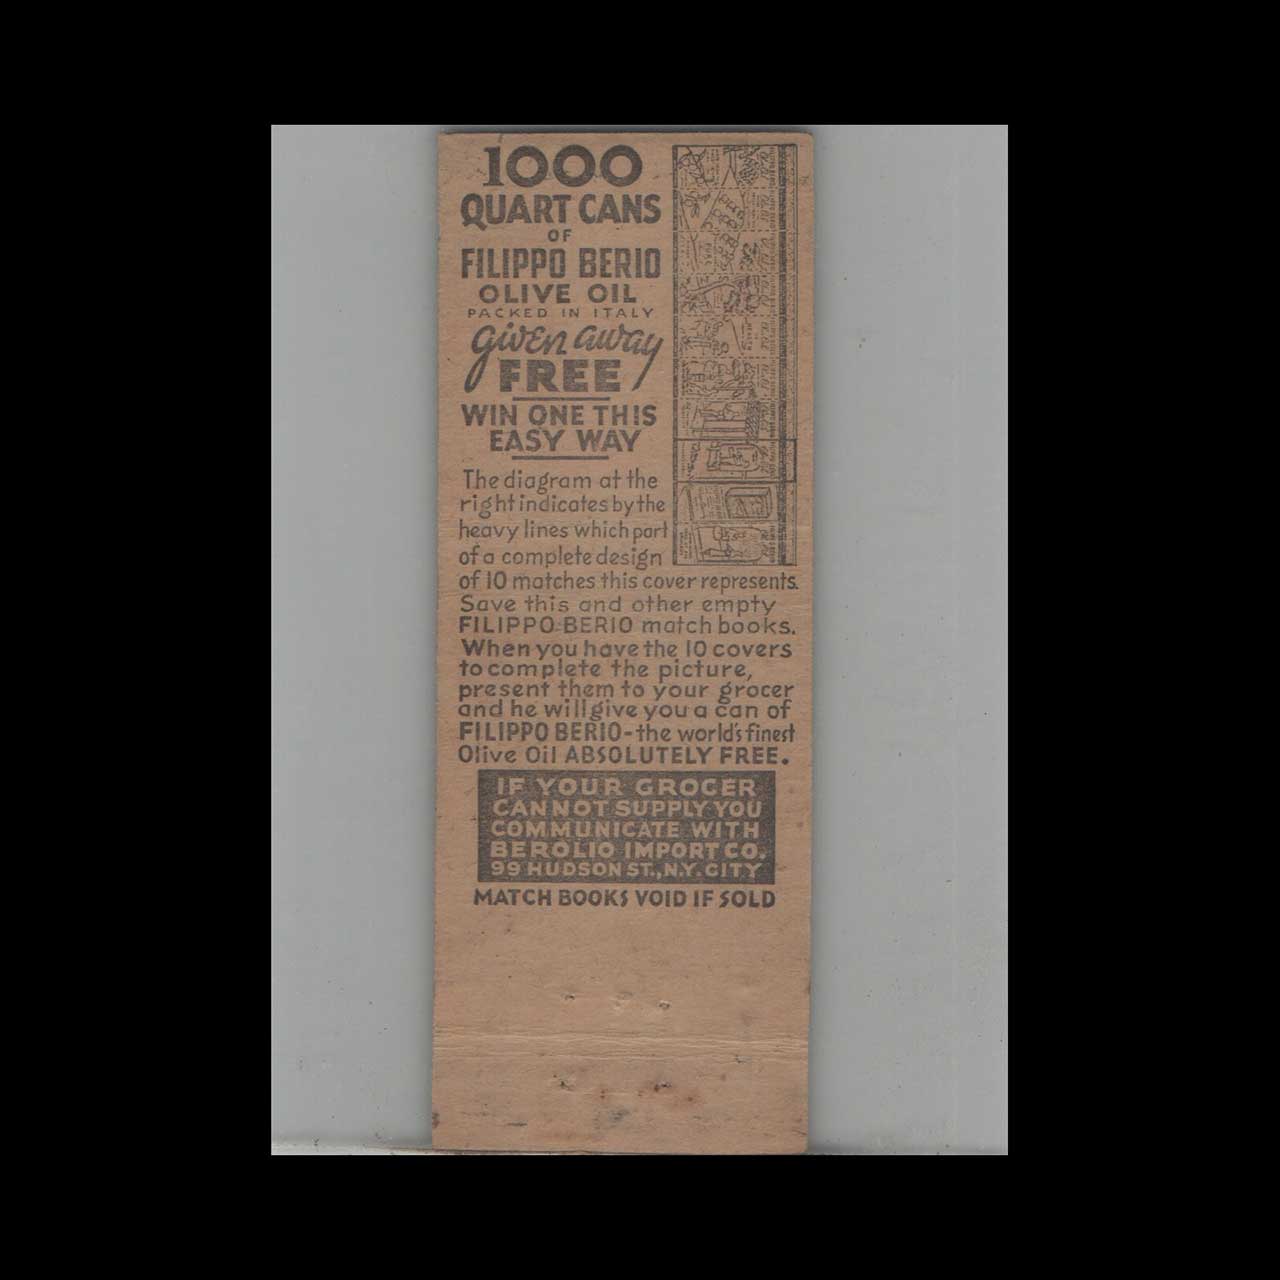 1000
QUART CANS
OF
FILIPPO BERIO
OLIVE OIL
PACKED IN ITALY
given away
FREE
WIN ONE THIS
EASY WAY
The diagram at the
right indicates by the
heavy lines which part
of a complete design
of 10 matches this cover represents.
Save this and other empty
FILIPPO BERIO match books.
When you have the 10 covers
to complete the picture,
present them to your grocer
and he will give you a can of
FILIPPO BERIO-the world's finest
Olive Oil ABSOLUTELY FREE.
IF YOUR GROCER
CANNOT SUPPLY YOU
COMMUNICATE WITH
BEROLIO IMPORT CO.
99 HUDSON ST., N.Y. CITY
MATCH BOOKS VOID IF SOLD